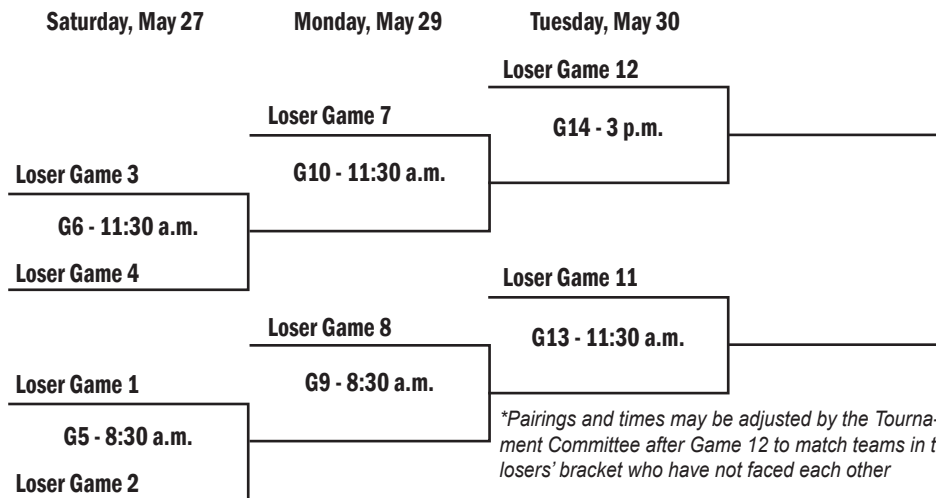 Saturday, May 27
Monday, May 29
Tuesday, May 30
Loser Game 12
Loser Game 7
G14 - 3 p.m.
Loser Game 3
G10 - 11:30 a.m.
G6 - 11:30 a.m.
Loser Game 4
Loser Game 11
Loser Game 8
G13 - 11:30 a.m.
Loser Game 1
G9 - 8:30 a.m.
G5 - 8:30 a.m.
Loser Game 2
*Pairings and times may be adjusted by the Tourna-
ment Committee after Game 12 to match teams in t
losers' bracket who have not faced each other